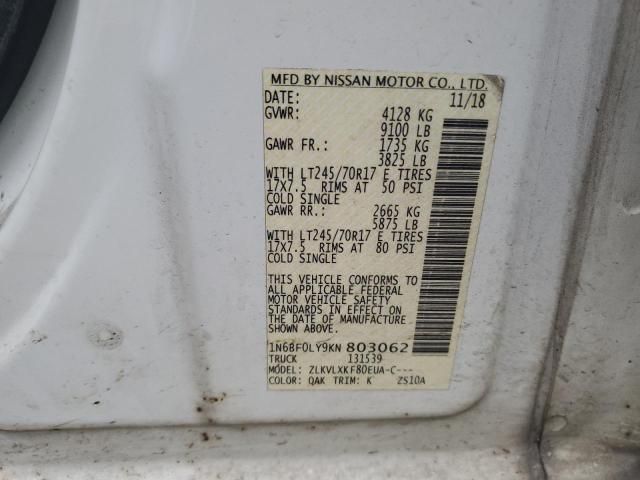 MFD BY NISSAN MOTOR CO., LTD.
DATE: 11/18
GVWR: 4128 KG
9100 LB
GAWR FR.: 1735 KG
3825 LB
WITH LT245/70R17 E TIRES
17X7.5 RIMS AT 50 PSI
COLD SINGLE
GAWR RR.: 2665 KG
5875 LB
WITH LT245/70R17 E TIRES
17X7.5 RIMS AT 80 PSI
COLD SINGLE
THIS VEHICLE CONFORMS TO
ALL APPLICABLE FEDERAL
MOTOR VEHICLE SAFETY
STANDARDS IN EFFECT ON
THE DATE OF MANUFACTURE
SHOWN ABOVE.
1N6BF0LY9KN 803062
TRUCK 131539
MODEL: ZLKVLXKF80EUA-C---
COLOR: QAK TRIM: K ZS10A